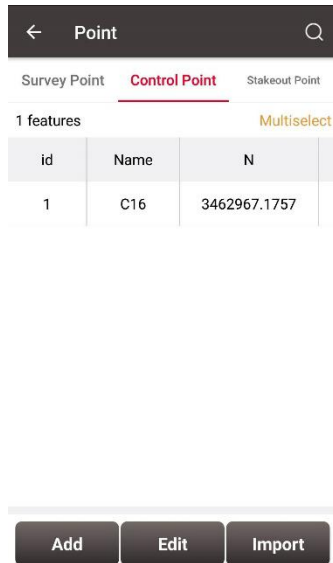 Point
Survey Point Control Point Stakeout Point
1 features Multiselect
id Name N
1 C16 3462967.1757
Add Edit Import